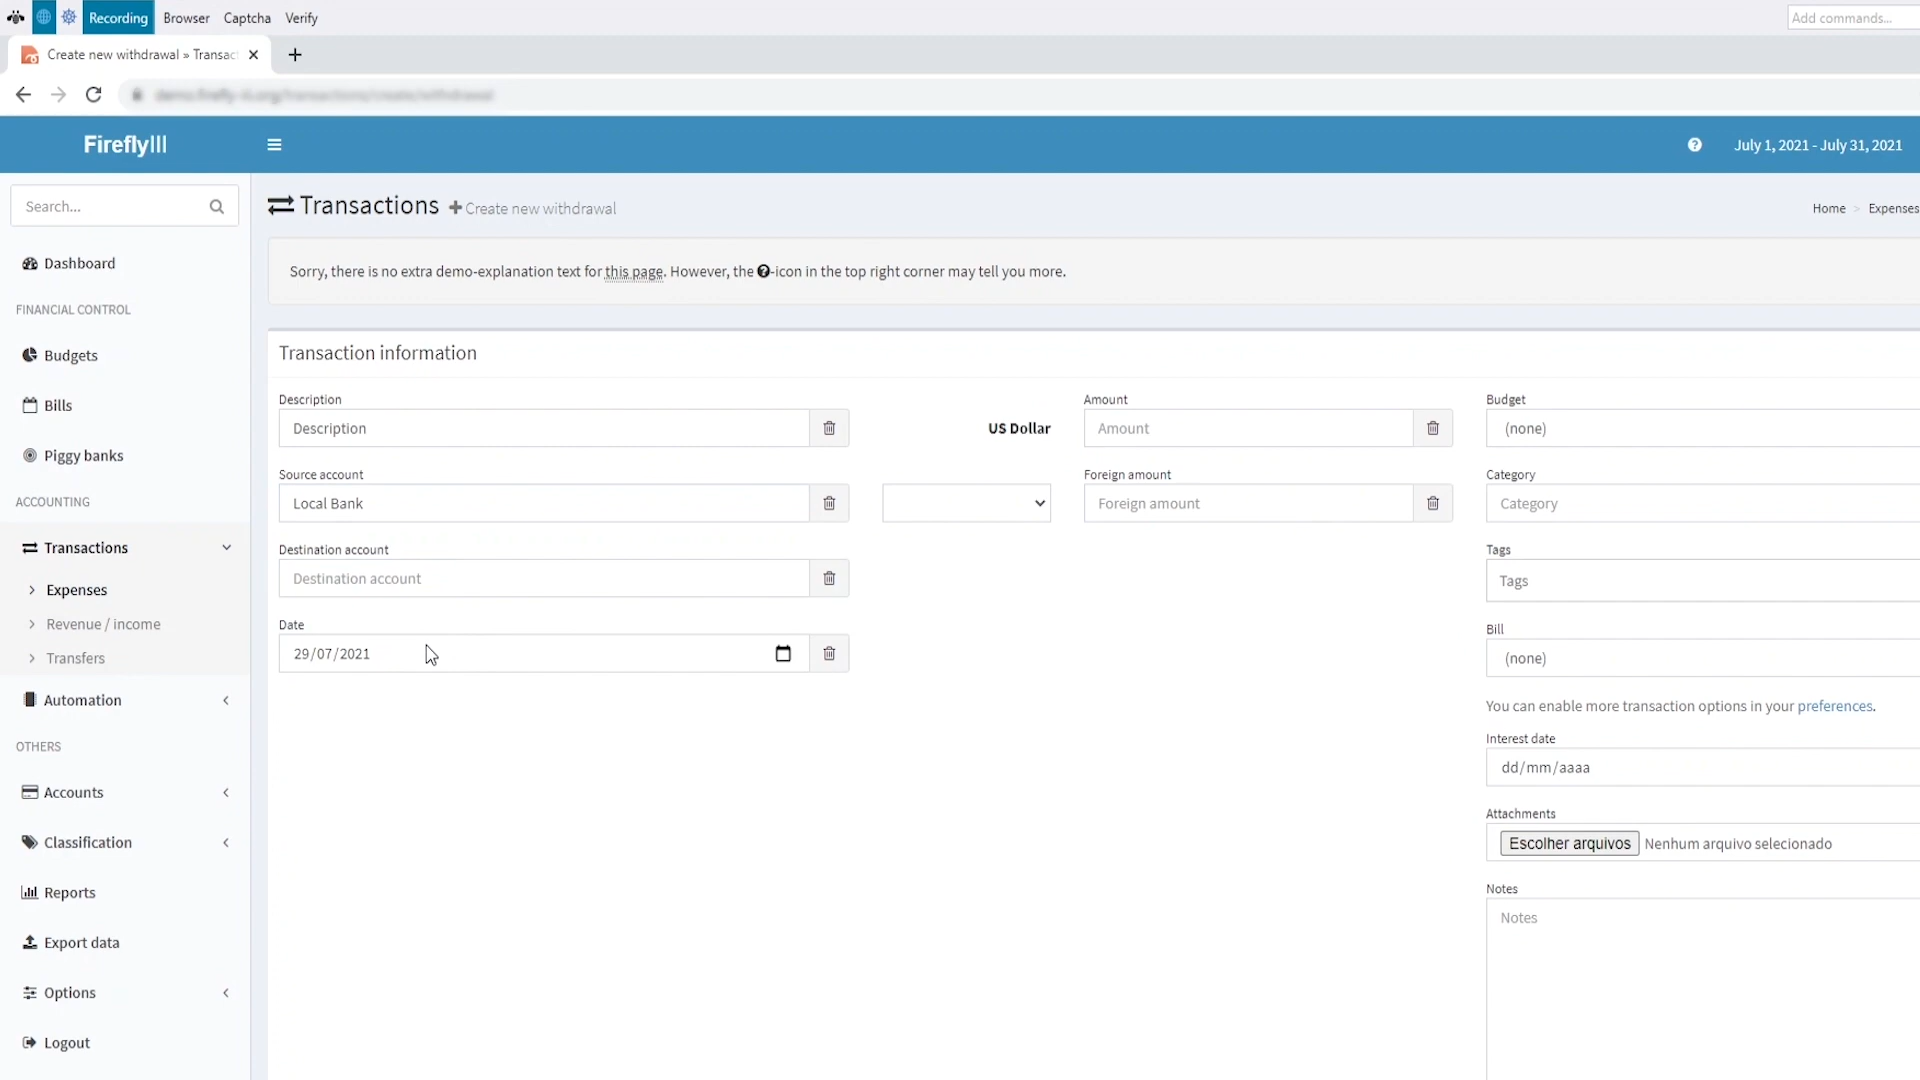 Recording Browser Captcha Verify Add commands...
Create new withdrawal » Transac
FireflyIII July 1, 2021 - July 31, 2021
Search...
Transactions Create new withdrawal Home > Expenses
Sorry, there is no extra demo-explanation text for this page. However, the ?-icon in the top right corner may tell you more.
Dashboard
FINANCIAL CONTROL
Budgets
Bills
Piggy banks
ACCOUNTING
Transactions
Expenses
Revenue / income
Transfers
Automation
OTHERS
Accounts
Classification
Reports
Export data
Options
Logout
Transaction information
Description
Description
Source account
Local Bank
Destination account
Destination account
Date
29/07/2021
US Dollar
Amount
Amount
Foreign amount
Foreign amount
Budget
(none)
Category
Category
Tags
Tags
Bill
(none)
You can enable more transaction options in your preferences.
Interest date
dd/mm/aaaa
Attachments
Escolher arquivos Nenhum arquivo selecionado
Notes
Notes